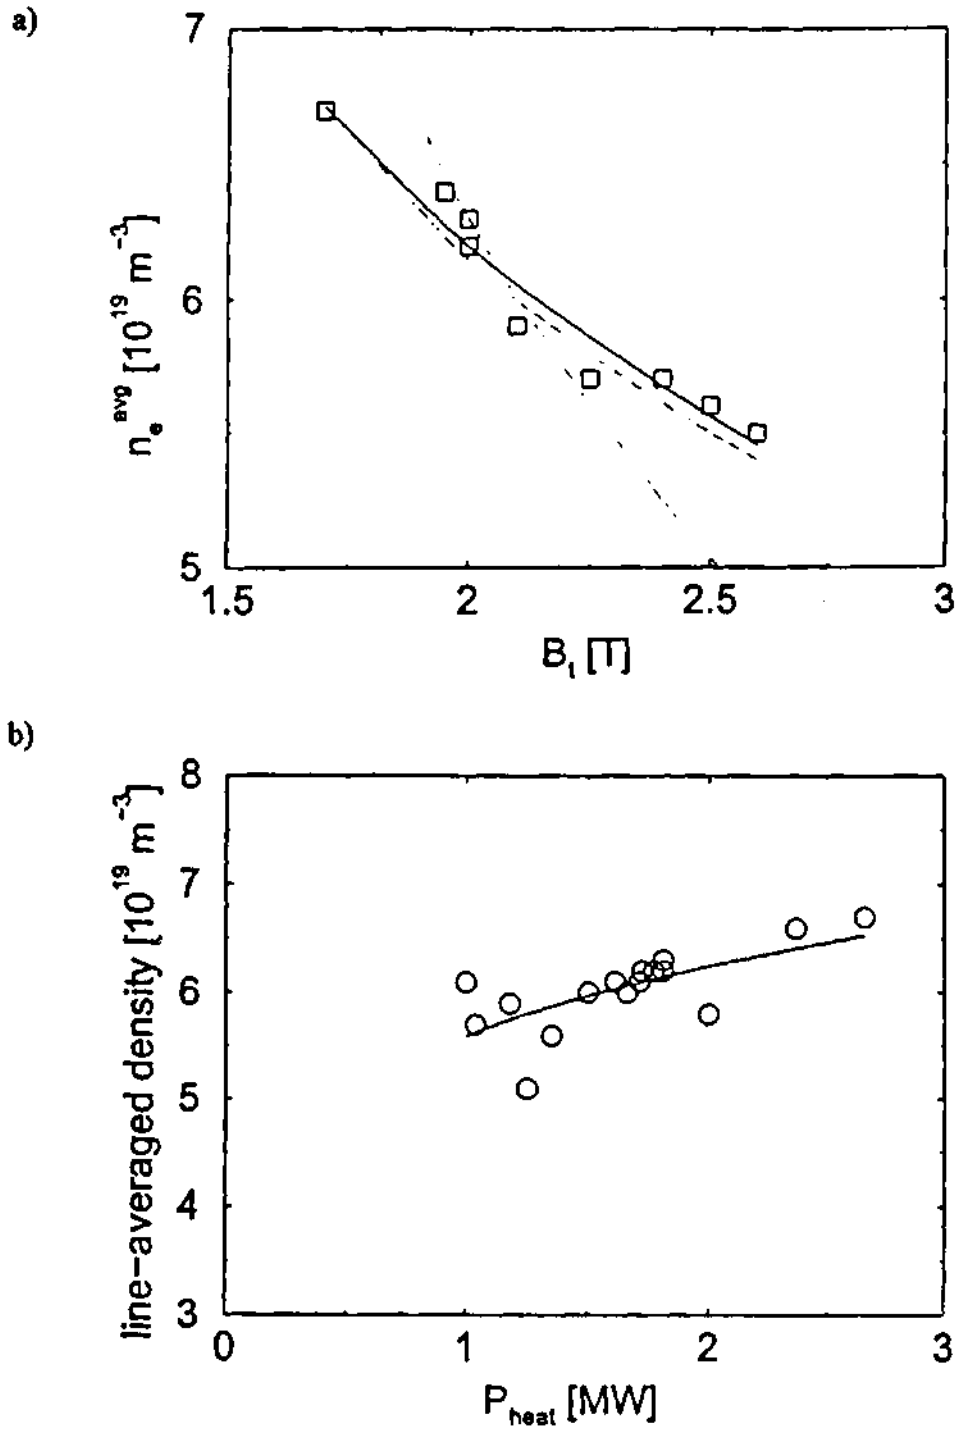 a)
7
6
5
n_e^avg [10^19 m^−3]
1.5 2 2.5 3
B_t [T]
b)
8
7
6
5
4
3
line−averaged density [10^19 m^−3]
0 1 2 3
P_heat [MW]